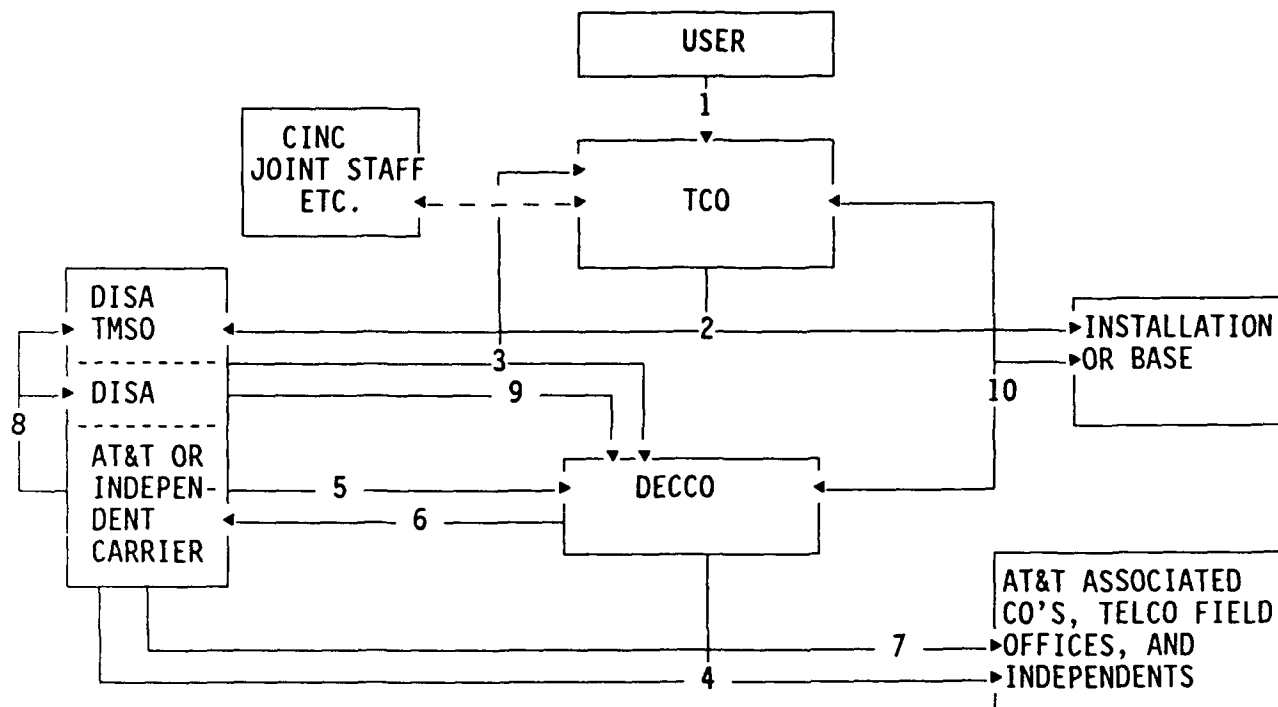 USER
1
CINC
JOINT STAFF
ETC.
TCO
DISA
TMSO
2
INSTALLATION
OR BASE
3
DISA
9
10
8
AT&T OR
INDEPEN-
DENT
CARRIER
5
DECCO
6
AT&T ASSOCIATED
CO'S, TELCO FIELD
OFFICES, AND
INDEPENDENTS
7
4